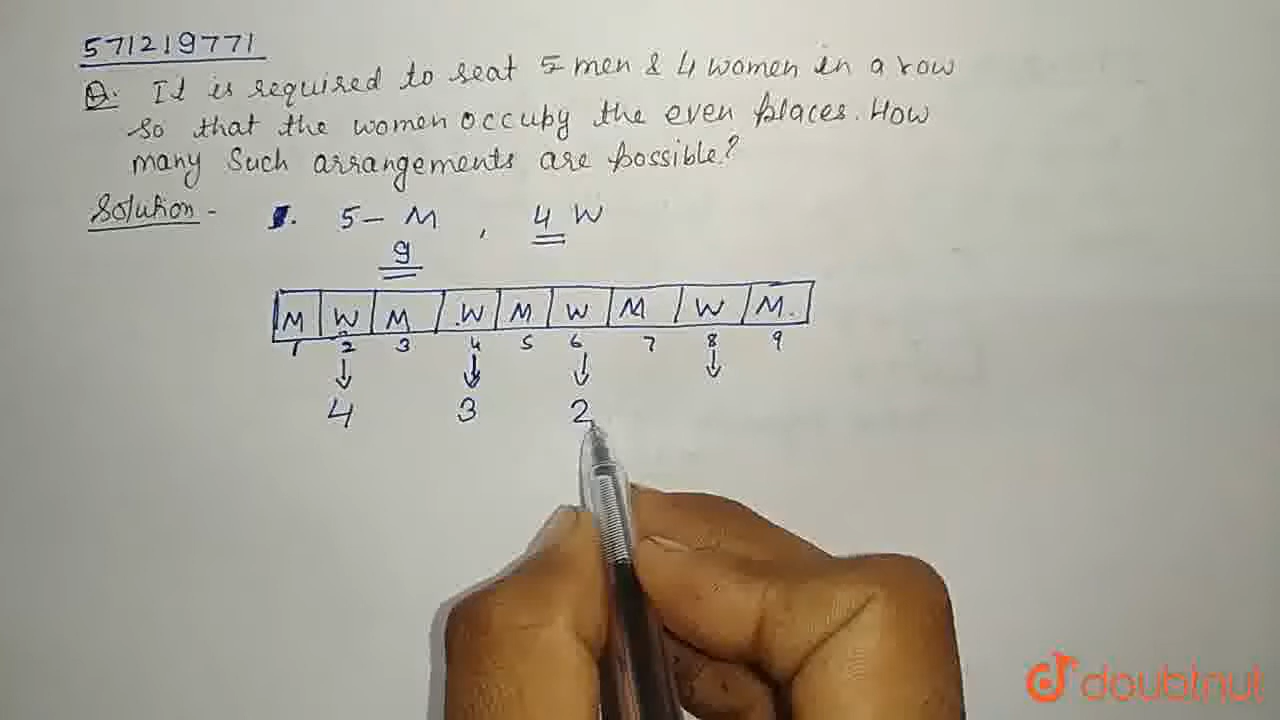 571219771
Q. It is required to seat 5 men & 4 women in a row
so that the women occupy the even places. How
many such arrangements are possible?
Solution - . 5 - M , 4 W
9
M W M W M W M W M
1 2 3 4 5 6 7 8 9
↓ ↓ ↓ ↓
4 3 2
doubtnut